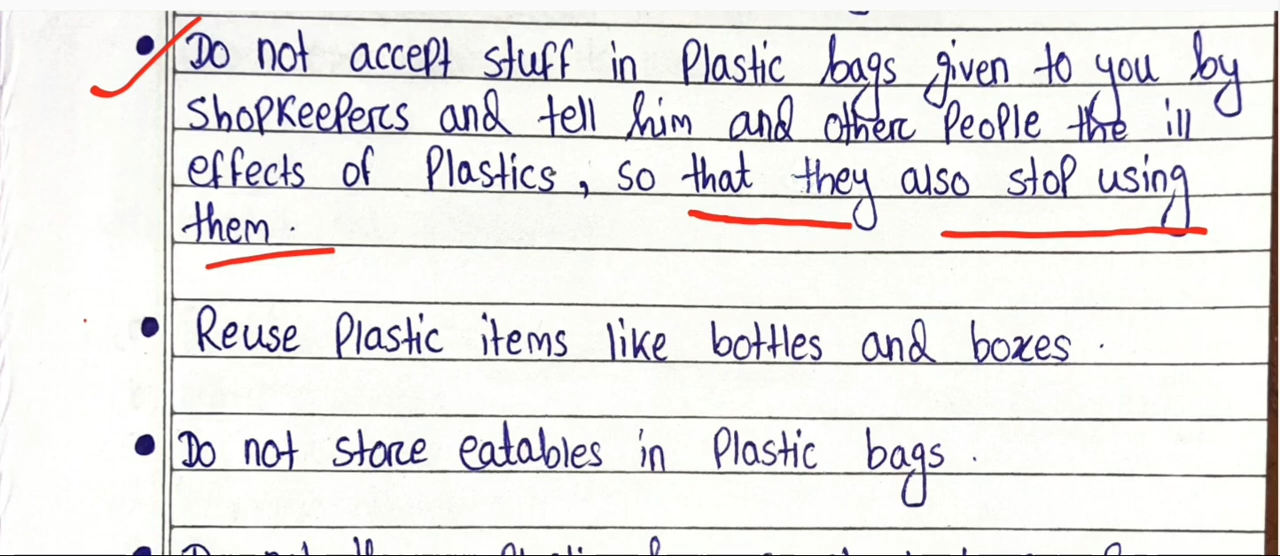 • Do not accept stuff in Plastic bags given to you by
ShopKeepers and tell him and other People the ill
effects of Plastics, so that they also stop using
them.
• Reuse Plastic items like bottles and boxes.
• Do not store eatables in Plastic bags.